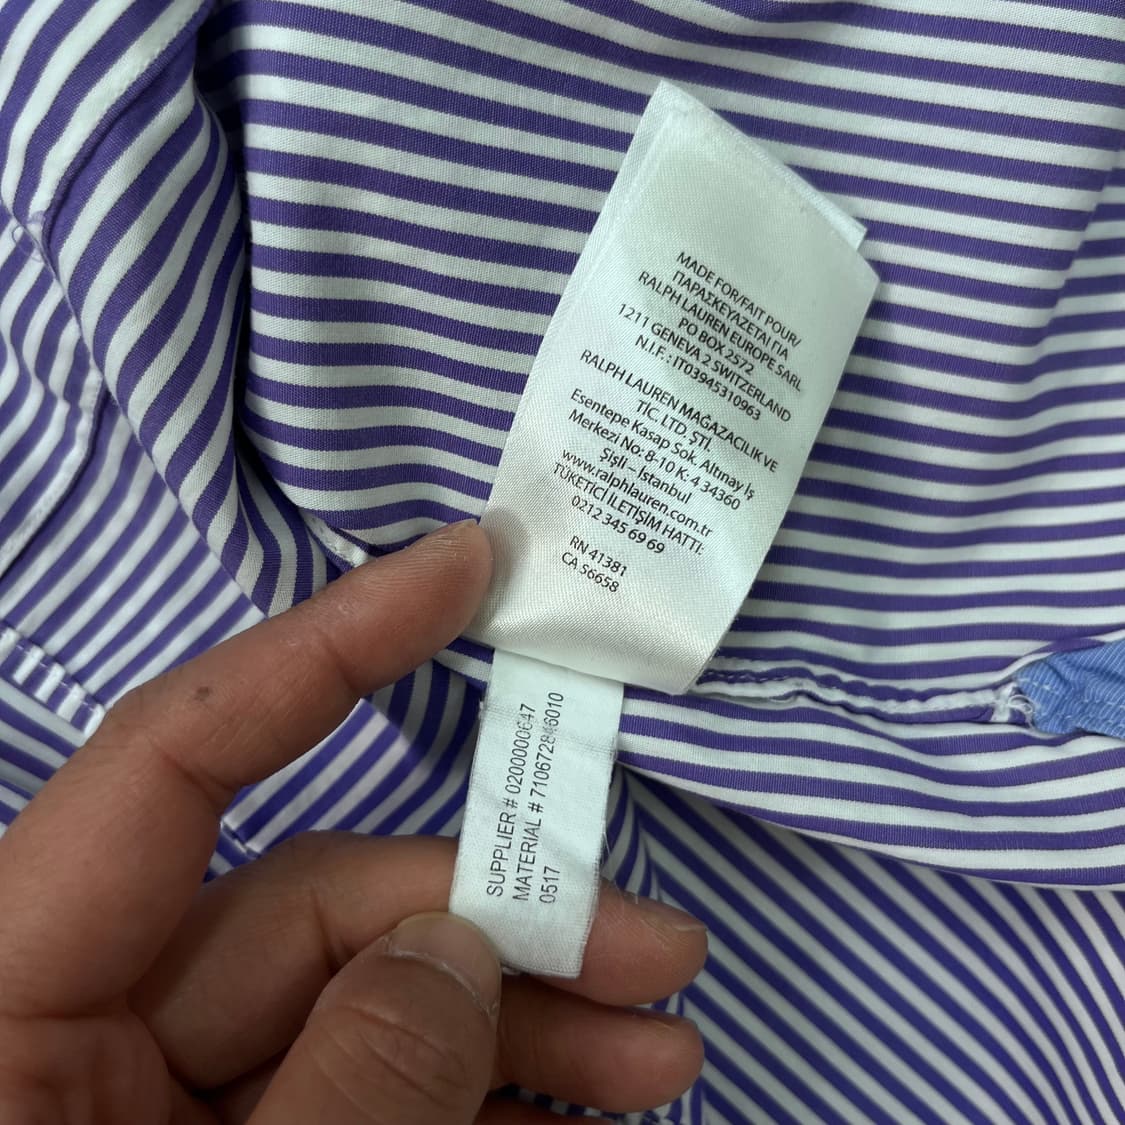 MADE FOR/FAIT POUR/
ΠΑΡΑΣΚΕΥΑΖΕΤΑΙ ΓΙΑ
RALPH LAUREN EUROPE SARL
PO BOX 2572
1211 GENEVA 2 SWITZERLAND
N.I.F. : IT03945310963
RALPH LAUREN MAĞAZACILIK VE
TİC. LTD. ŞTİ.
Esentepe Kasap Sok. Altınay İş
Merkezi No: 8-10 K: 4 34360
Şişli – İstanbul
www.ralphlauren.com.tr
TÜKETİCİ İLETİŞİM HATTI:
0212 345 69 69
RN 41381
CA 56658
SUPPLIER # 0200000647
MATERIAL # 710672846010
0517